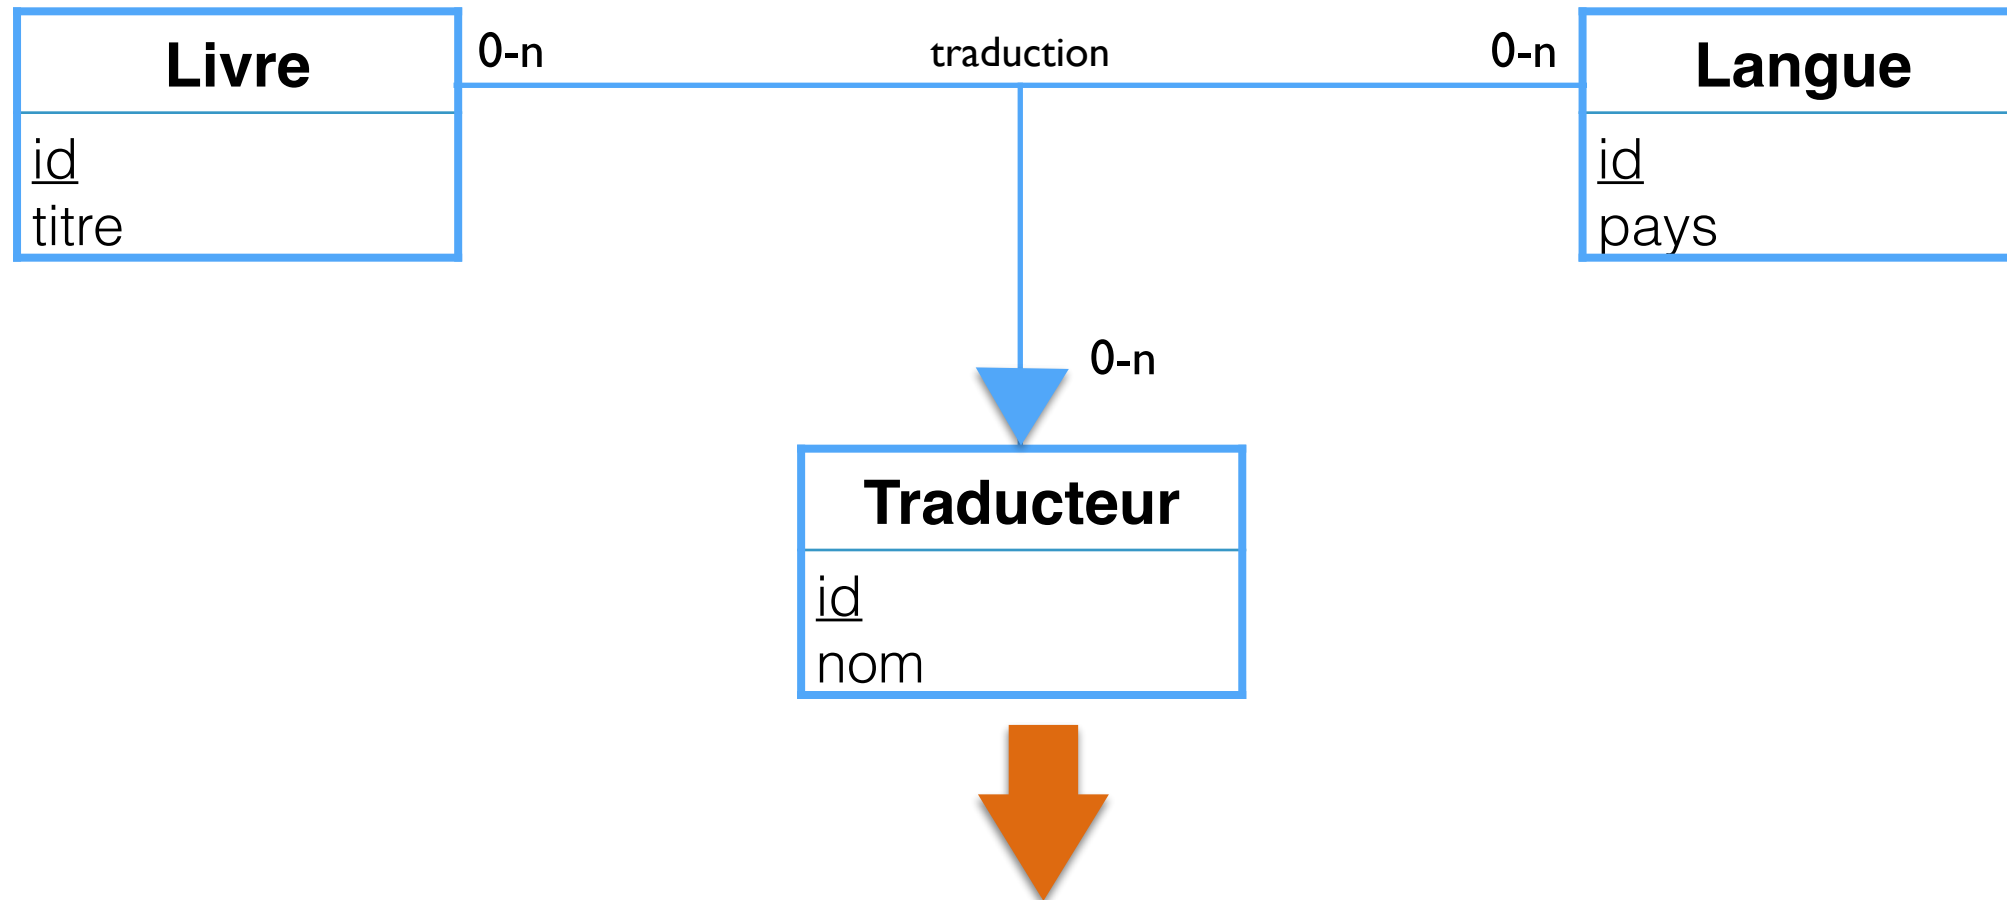 Livre
0-n
traduction
0-n
Langue
id
titre
id
pays
0-n
Traducteur
id
nom